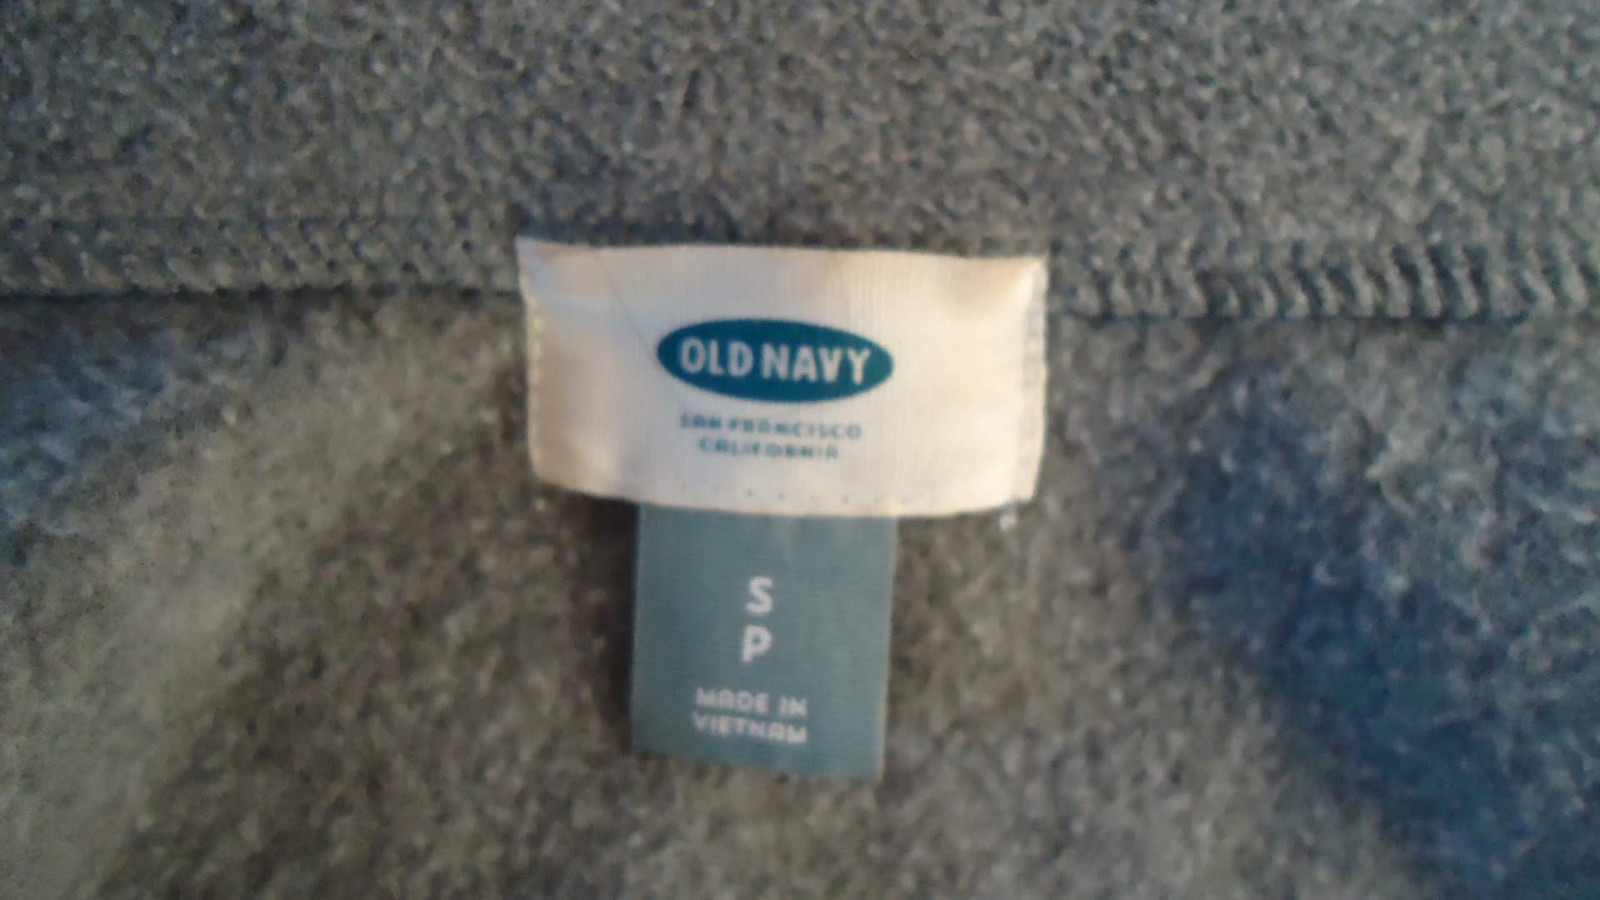 OLD NAVY
SAN FRANCISCO
CALIFORNIA
S
P
MADE IN
VIETNAM